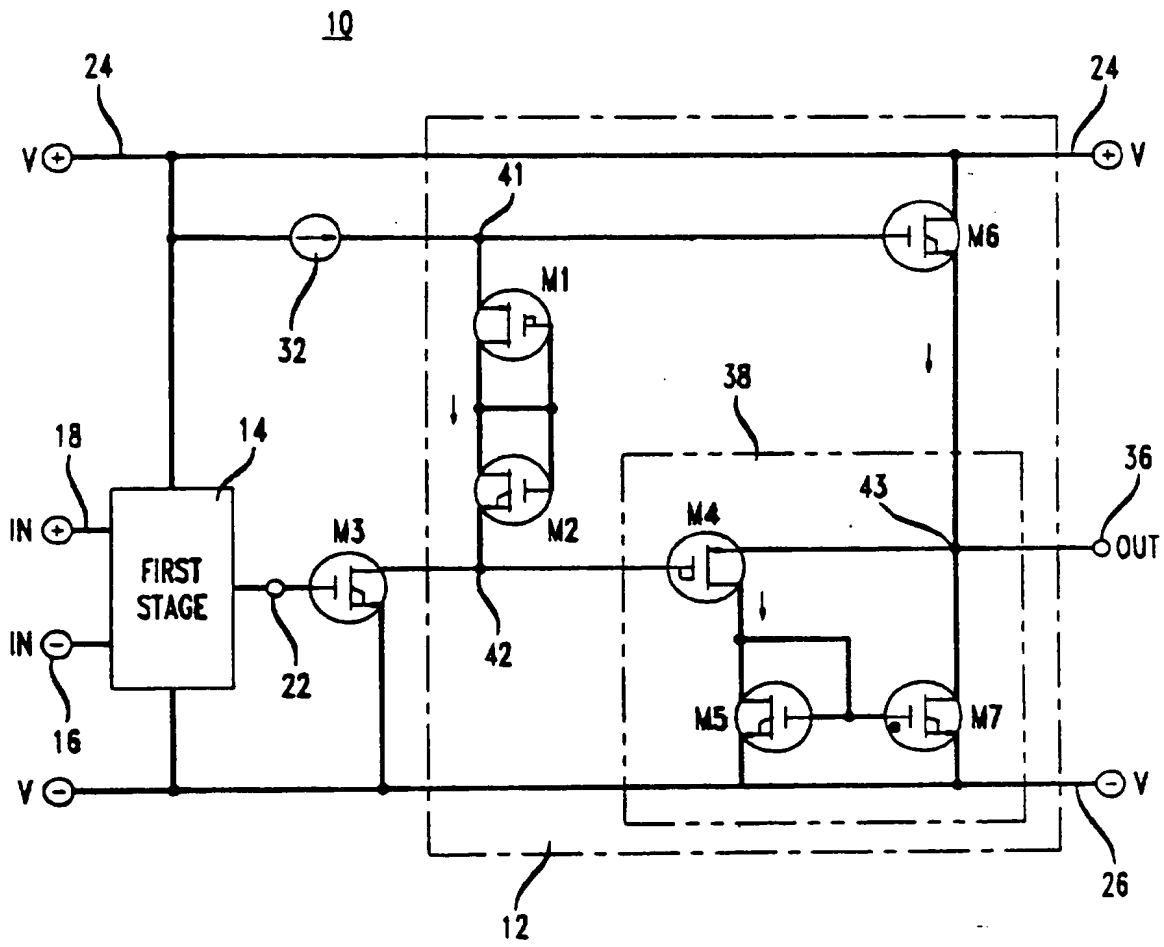 10
24
24
V +
+ V
41
M6
M1
32
38
18
14
43
36
IN +
M3
M2
M4
OUT
FIRST
STAGE
IN -
22
42
16
M5
M7
V -
- V
12
26